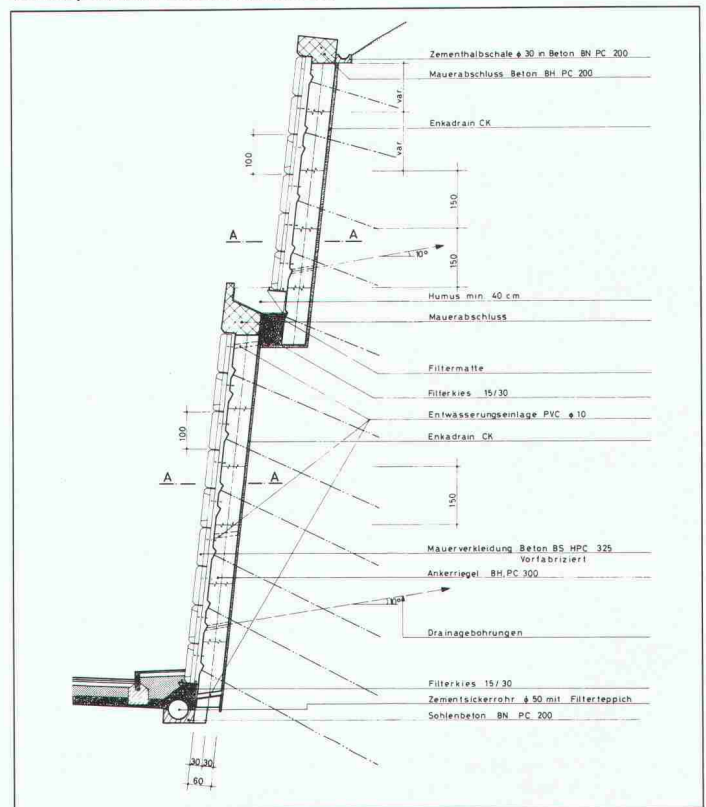 Zementhalbschale ϕ 30 in Beton BN PC 200
Mauerabschluss Beton BH PC 200
var.
Enkadrain CK
var.
100
150
A A
10°
150
Humus min. 40 cm
Mauerabschluss
Filtermatte
Filterkies 15/30
Entwässerungseinlage PVC ϕ 10
100
Enkadrain CK
A A
150
Mauerverkleidung Beton BS HPC 325
Vorfabriziert
Ankerriegel BH, PC 300
10°
Drainagebohrungen
Filterkies 15/30
Zementsickerrohr ϕ 50 mit Filterteppich
Sohlenbeton BN PC 200
30 30
60